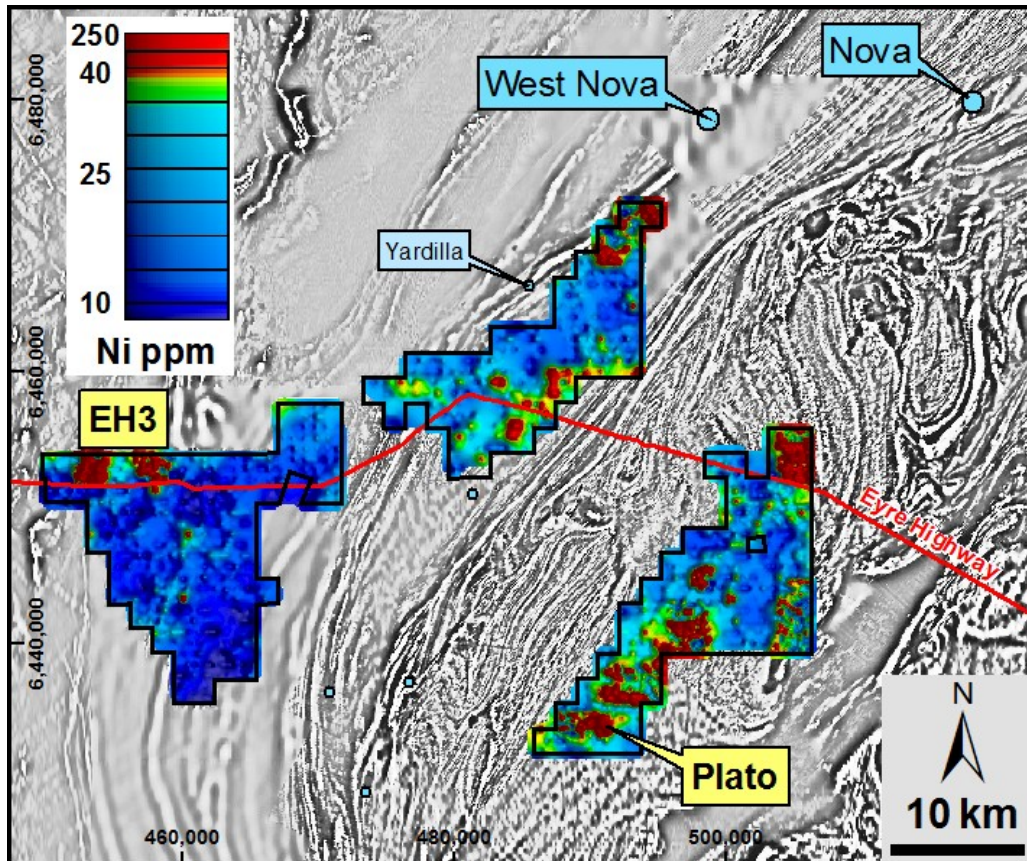 250
40
25
10
Ni ppm
West Nova
Nova
Yardilla
EH3
Eyre Highway
Plato
N
10 km
6,480,000
6,460,000
6,440,000
460,000
480,000
500,000